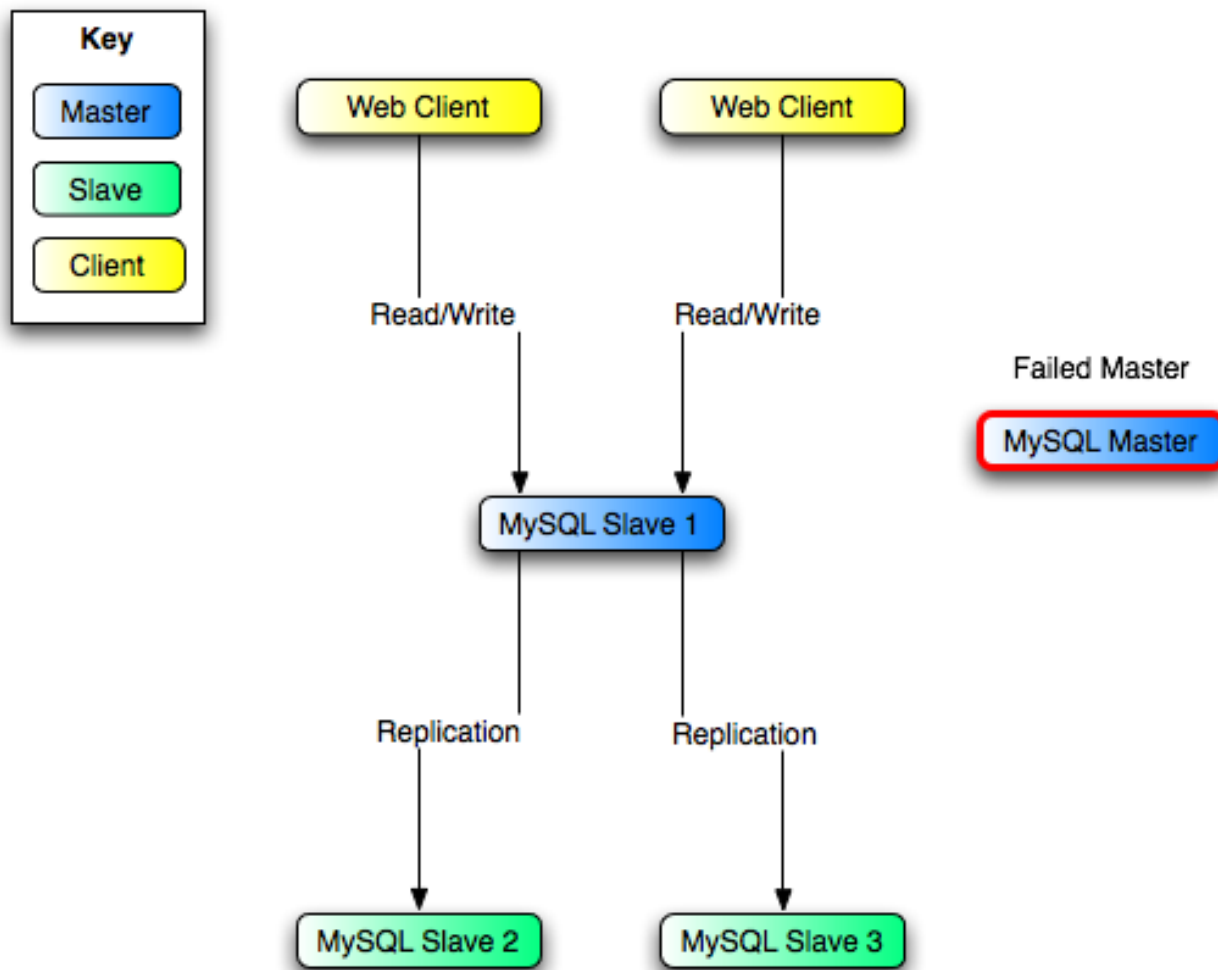 Key
Master
Slave
Client
Web Client
Web Client
Read/Write
Read/Write
Failed Master
MySQL Master
MySQL Slave 1
Replication
Replication
MySQL Slave 2
MySQL Slave 3